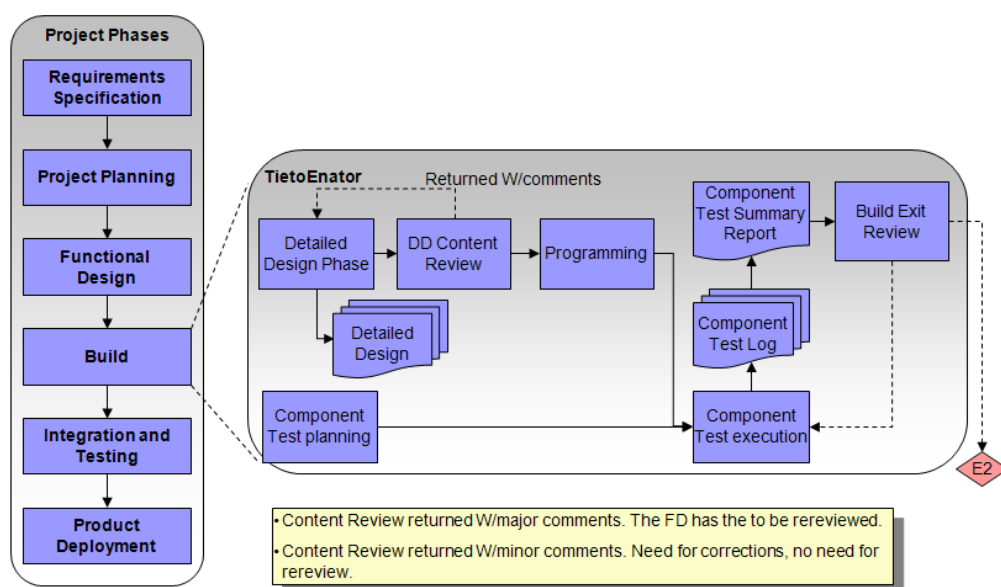 Project Phases
Requirements
Specification
Project Planning
Functional
Design
Build
Integration and
Testing
Product
Deployment
TietoEnator
Returned W/comments
Detailed
Design Phase
DD Content
Review
Programming
Detailed
Design
Component
Test planning
Component
Test Summary
Report
Build Exit
Review
Component
Test Log
Component
Test execution
E2
• Content Review returned W/major comments. The FD has the to be rereviewed.
• Content Review returned W/minor comments. Need for corrections, no need for
rereview.